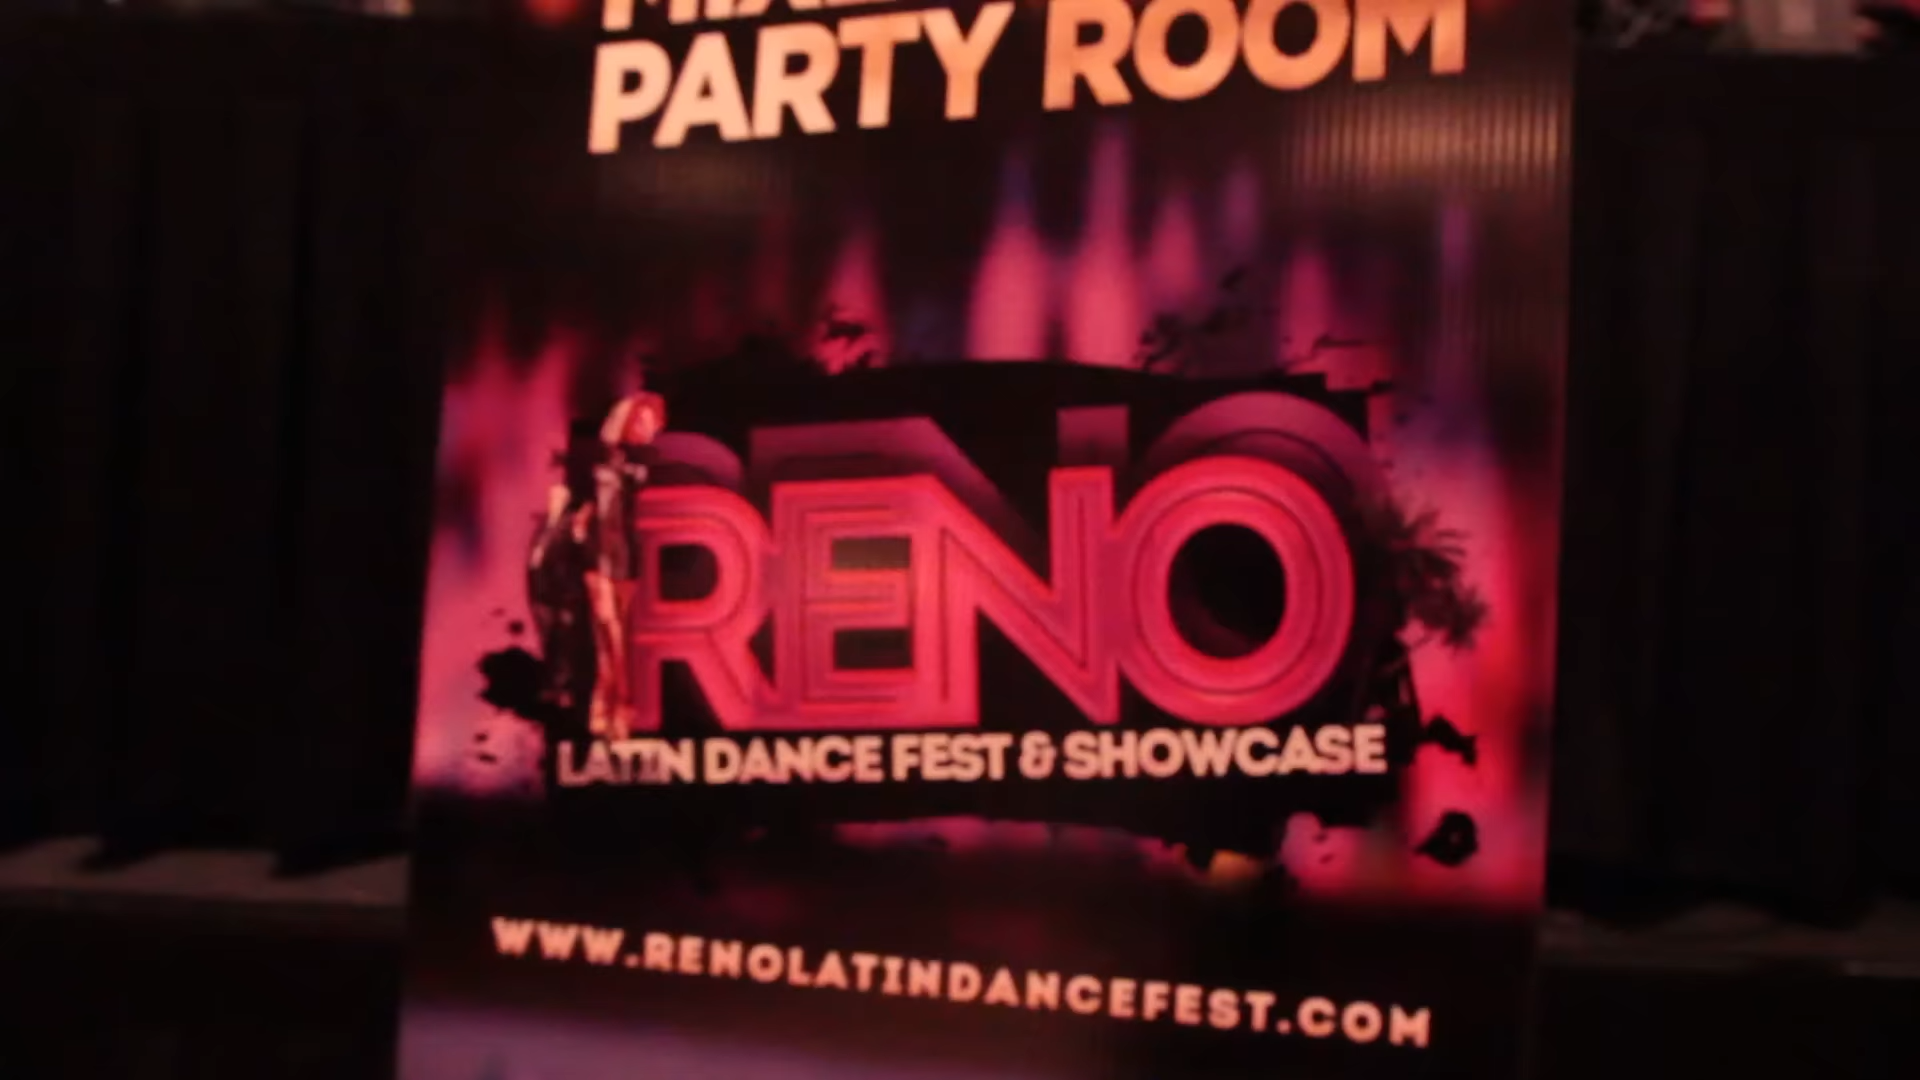 PARTY ROOM
RENO
LATIN DANCE FEST & SHOWCASE
WWW.RENOLATINDANCEFEST.COM